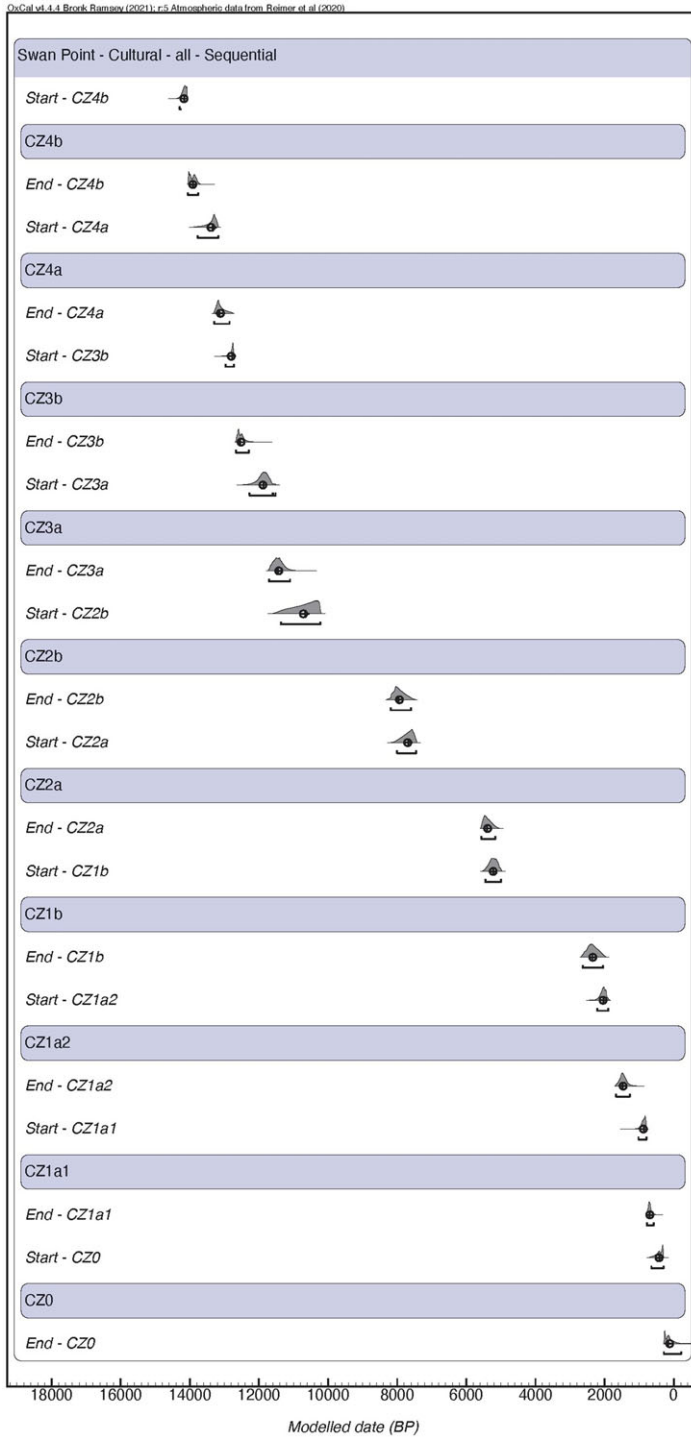 OxCal v4.4.4 Bronk Ramsey (2021); r:5 Atmospheric data from Reimer et al (2020)
Swan Point - Cultural - all - Sequential
Start - CZ4b
CZ4b
End - CZ4b
Start - CZ4a
CZ4a
End - CZ4a
Start - CZ3b
CZ3b
End - CZ3b
Start - CZ3a
CZ3a
End - CZ3a
Start - CZ2b
CZ2b
End - CZ2b
Start - CZ2a
CZ2a
End - CZ2a
Start - CZ1b
CZ1b
End - CZ1b
Start - CZ1a2
CZ1a2
End - CZ1a2
Start - CZ1a1
CZ1a1
End - CZ1a1
Start - CZ0
CZ0
End - CZ0
18000 16000 14000 12000 10000 8000 6000 4000 2000 0
Modelled date (BP)